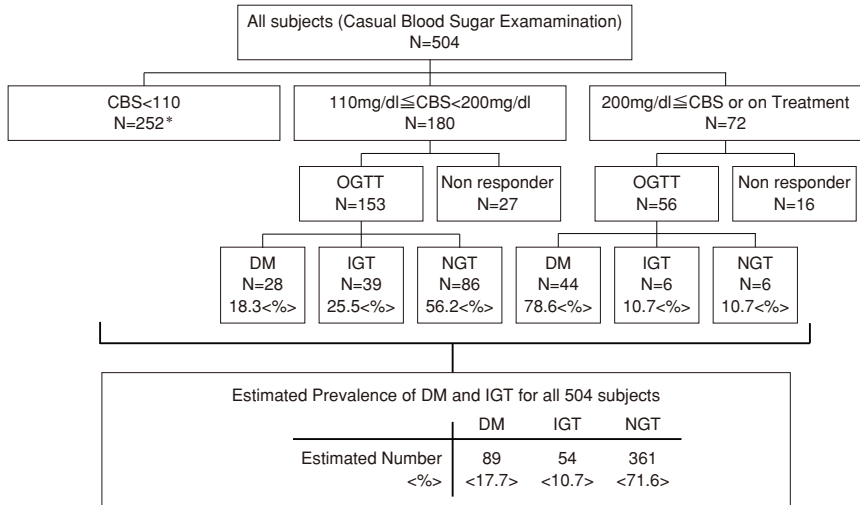 All subjects (Casual Blood Sugar Examamination)
N=504
CBS<110
N=252*
110mg/dl≦CBS<200mg/dl
N=180
200mg/dl≦CBS or on Treatment
N=72
OGTT
N=153
Non responder
N=27
OGTT
N=56
Non responder
N=16
DM
N=28
18.3<%>
IGT
N=39
25.5<%>
NGT
N=86
56.2<%>
DM
N=44
78.6<%>
IGT
N=6
10.7<%>
NGT
N=6
10.7<%>
Estimated Prevalence of DM and IGT for all 504 subjects
DM IGT NGT
Estimated Number 89 54 361
<%> <17.7> <10.7> <71.6>